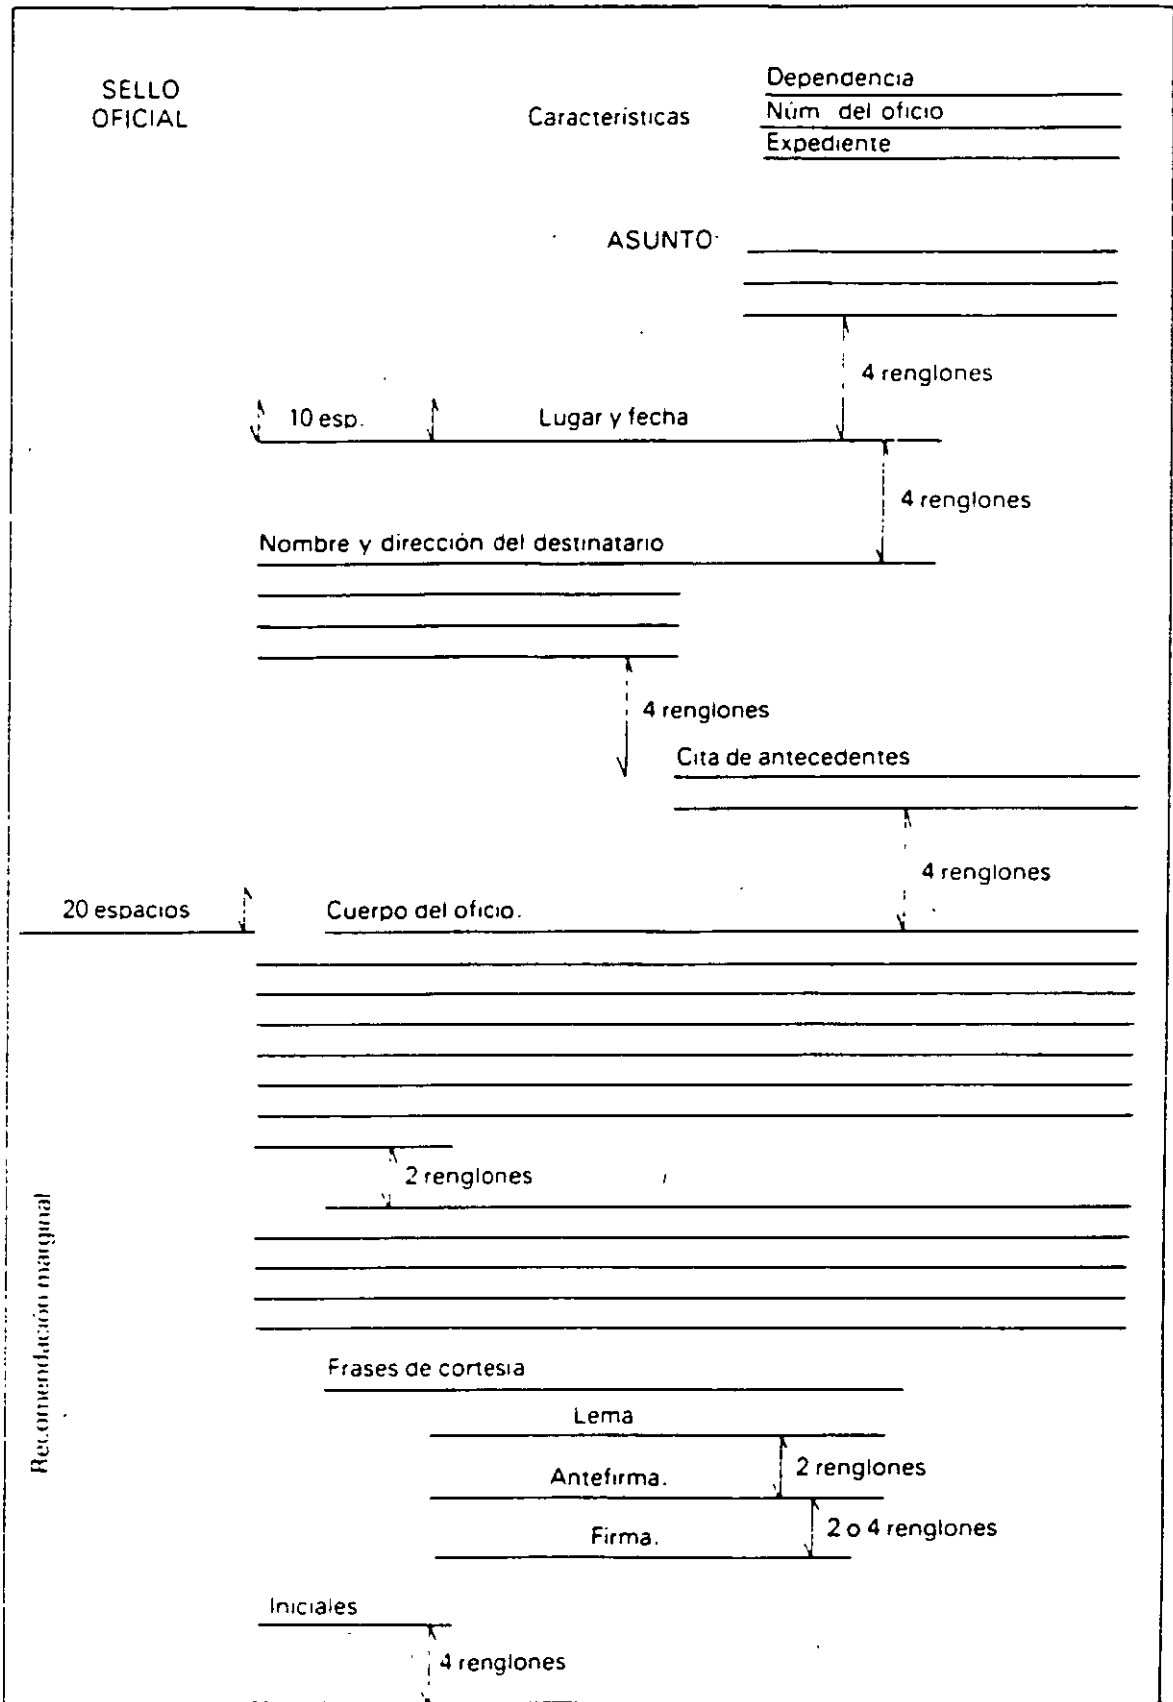 SELLO
OFICIAL
Características
Dependencia
Núm del oficio
Expediente
ASUNTO
4 renglones
10 esp.
Lugar y fecha
4 renglones
Nombre y dirección del destinatario
4 renglones
Cita de antecedentes
4 renglones
20 espacios
Cuerpo del oficio.
2 renglones
Recomendación marginal
Frases de cortesía
Lema
2 renglones
Antefirma.
2 o 4 renglones
Firma.
Iniciales
4 renglones